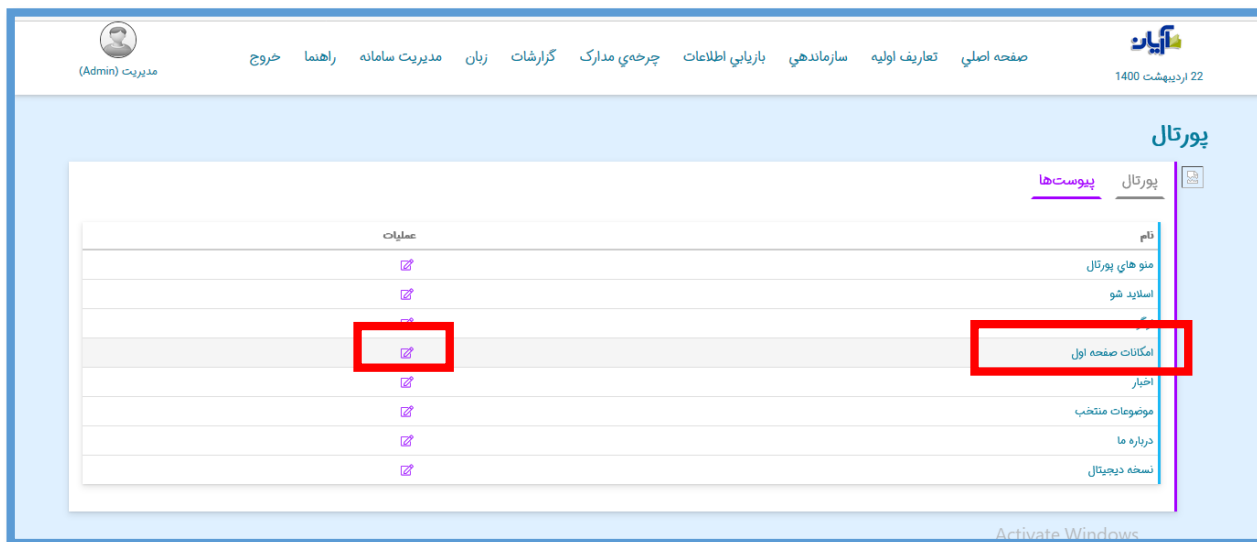 آپان
صفحه اصلي تعاريف اوليه سازماندهي بازيابي اطلاعات چرخه‌ي مدارک گزارشات زبان مديريت سامانه راهنما خروج
مديريت (Admin)
22 ارديبهشت 1400
پورتال
پورتال پیوست‌ها
نام عملیات
منو هاي پورتال
اسلاید شو
امکانات صفحه اول
اخبار
موضوعات منتخب
درباره ما
نسخه دیجیتال
Activate Windows